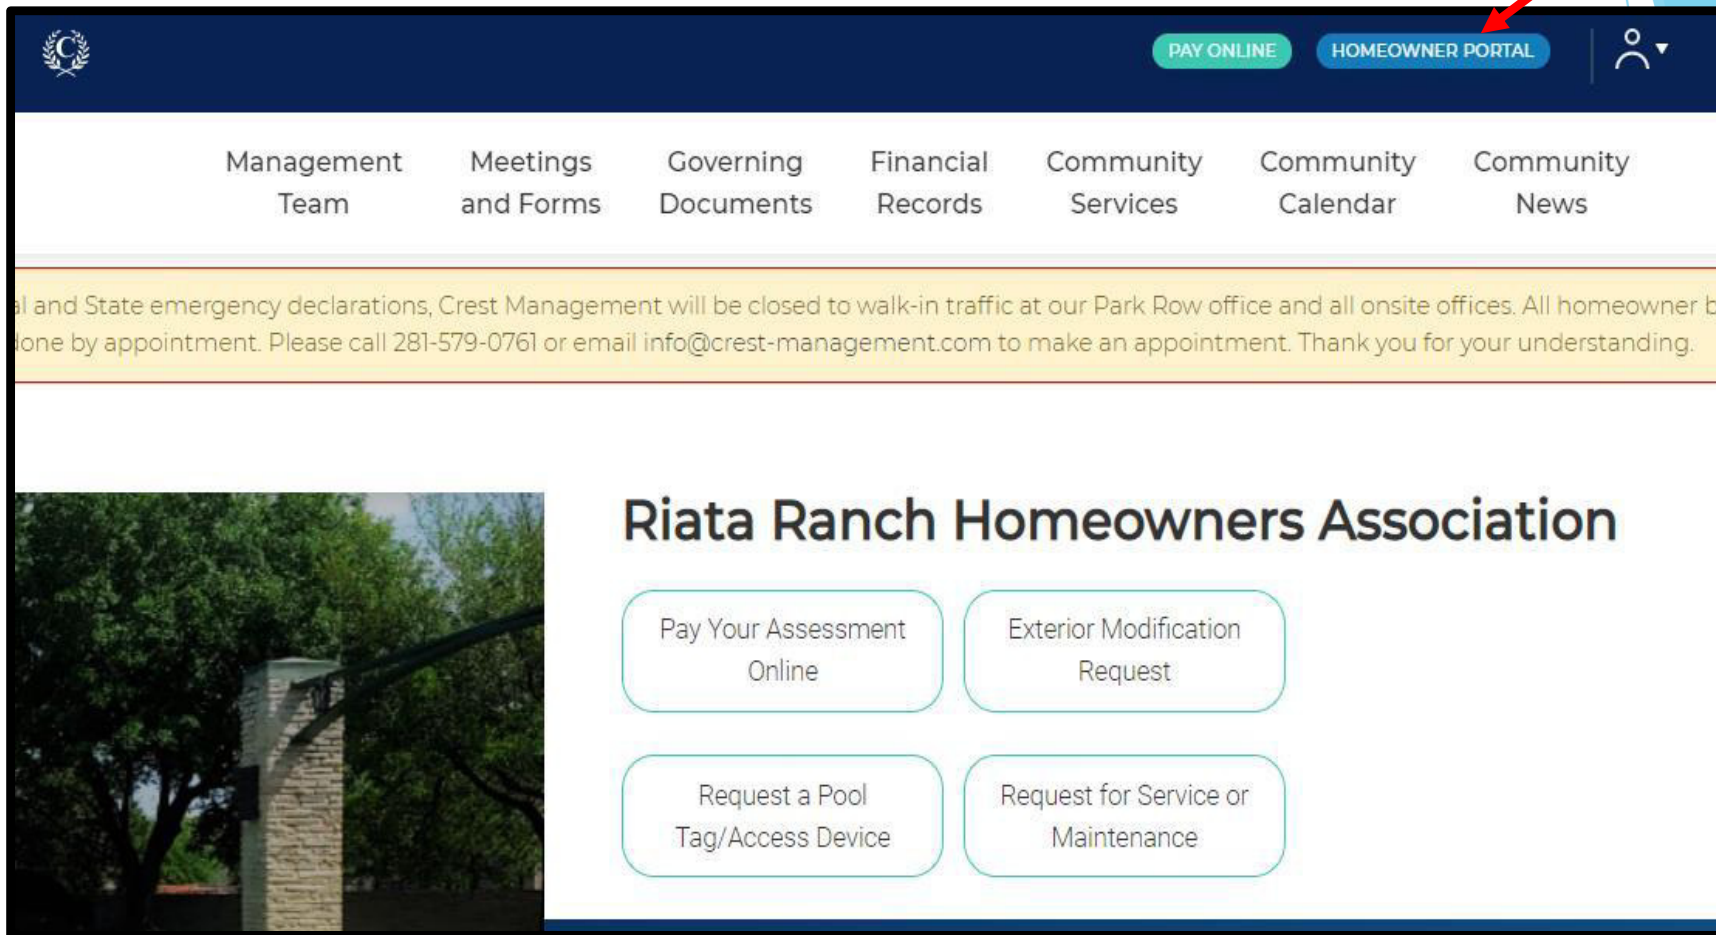 C
PAY ONLINE
HOMEOWNER PORTAL
Management Team
Meetings and Forms
Governing Documents
Financial Records
Community Services
Community Calendar
Community News
al and State emergency declarations, Crest Management will be closed to walk-in traffic at our Park Row office and all onsite offices. All homeowner b
done by appointment. Please call 281-579-0761 or email info@crest-management.com to make an appointment. Thank you for your understanding.
Riata Ranch Homeowners Association
Pay Your Assessment
Online
Exterior Modification
Request
Request a Pool
Tag/Access Device
Request for Service or
Maintenance